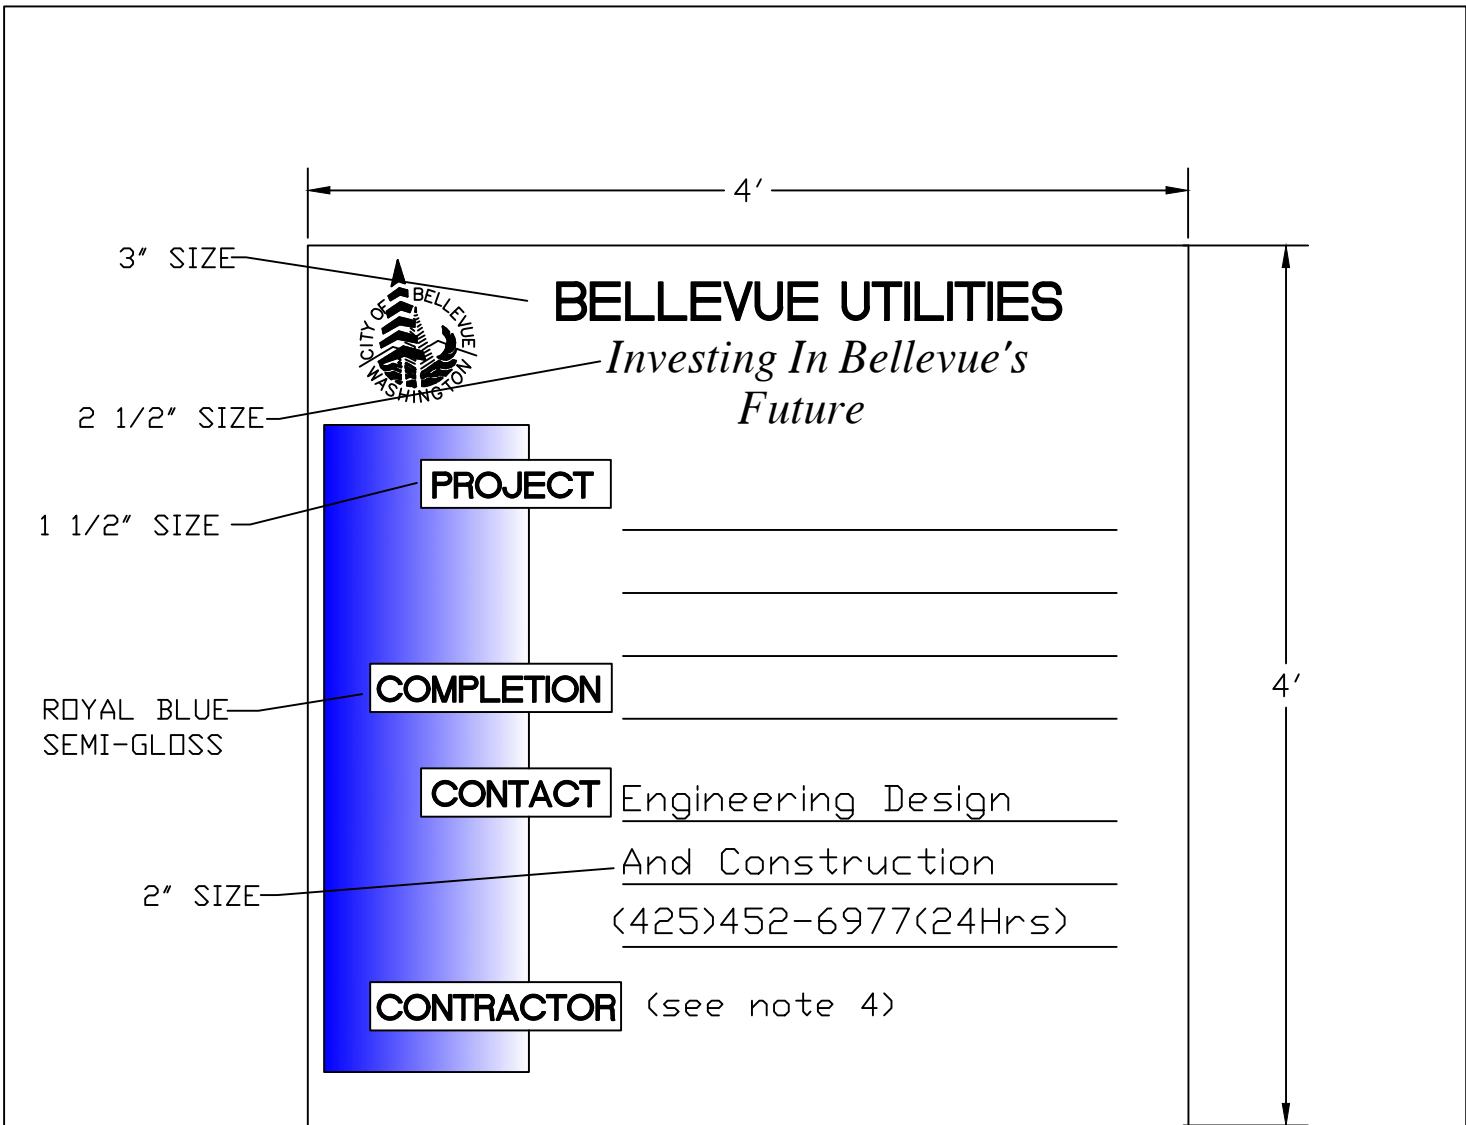 4'
3" SIZE
CITY OF BELLEVUE
WASHINGTON
BELLEVUE UTILITIES
Investing In Bellevue's
Future
2 1/2" SIZE
PROJECT
1 1/2" SIZE
COMPLETION
4'
ROYAL BLUE
SEMI-GLOSS
CONTACT
Engineering Design
And Construction
2" SIZE
(425)452-6977(24Hrs)
CONTRACTOR (see note 4)